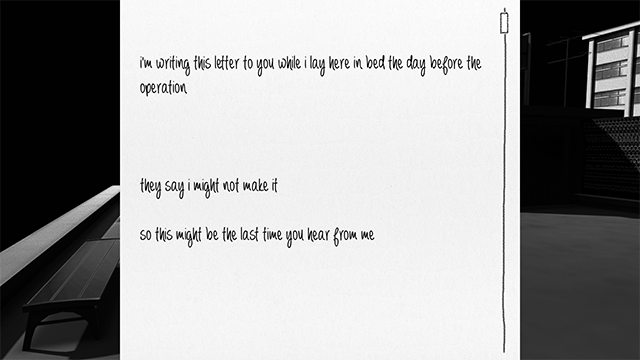 i'm writing this letter to you while i lay here in bed the day before the
operation
they say i might not make it
so this might be the last time you hear from me